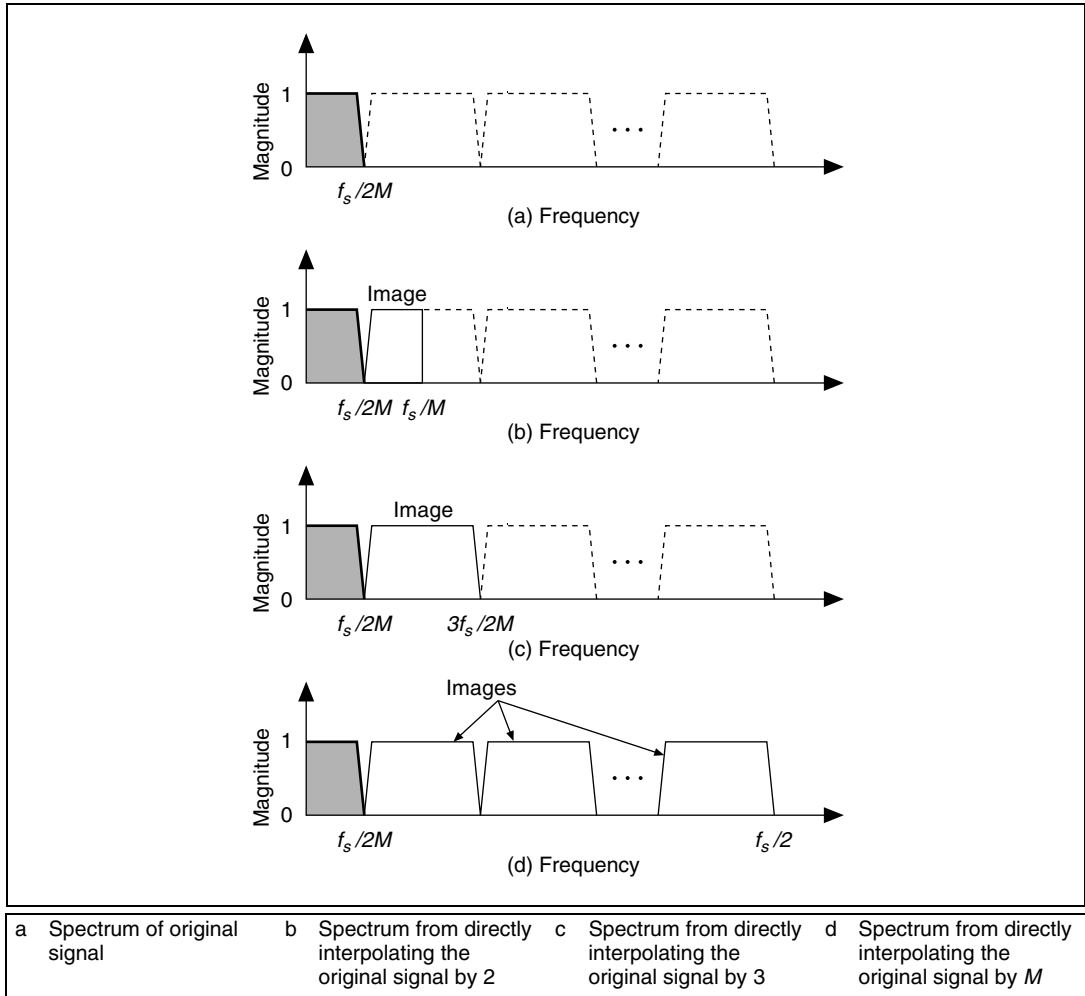 Magnitude
1
0
f_s/2M
(a) Frequency
Image
Magnitude
1
0
f_s/2M f_s/M
(b) Frequency
Image
Magnitude
1
0
f_s/2M 3f_s/2M
(c) Frequency
Images
Magnitude
1
0
f_s/2M f_s/2
(d) Frequency
a Spectrum of original
signal
b Spectrum from directly
interpolating the
original signal by 2
c Spectrum from directly
interpolating the
original signal by 3
d Spectrum from directly
interpolating the
original signal by M